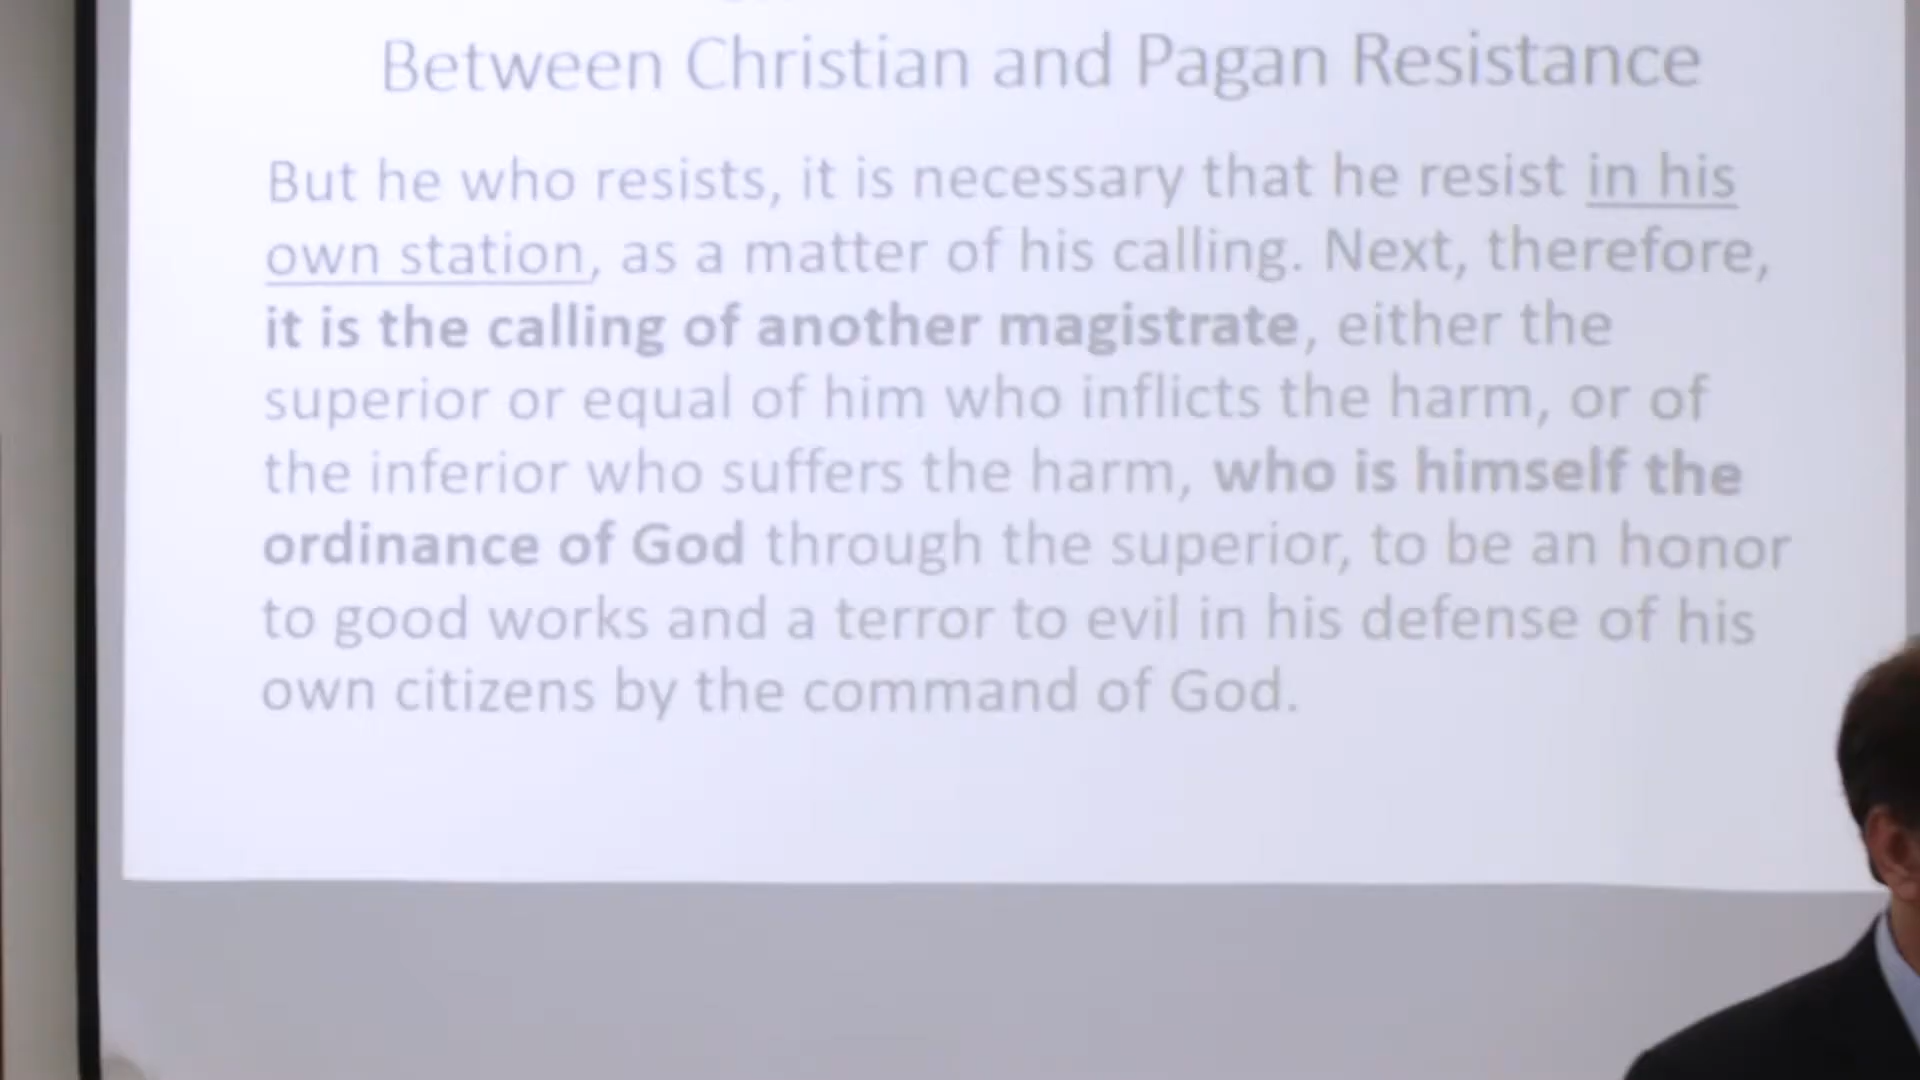 Between Christian and Pagan Resistance
But he who resists, it is necessary that he resist in his
own station, as a matter of his calling. Next, therefore,
it is the calling of another magistrate, either the
superior or equal of him who inflicts the harm, or of
the inferior who suffers the harm, who is himself the
ordinance of God through the superior, to be an honor
to good works and a terror to evil in his defense of his
own citizens by the command of God.